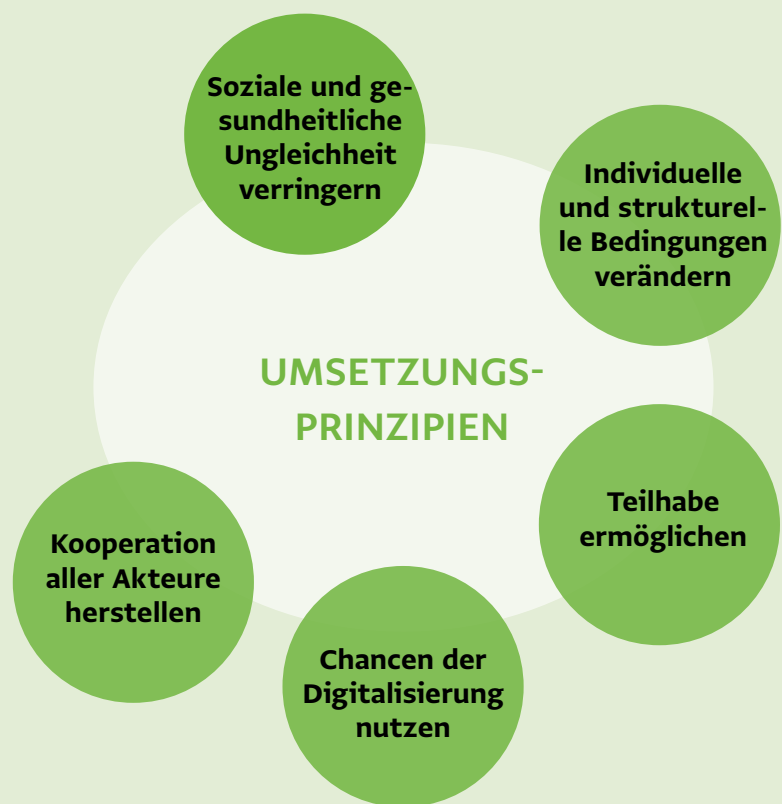 Soziale und ge-
sundheitliche
Ungleichheit
verringern
Individuelle
und strukturel-
le Bedingungen
verändern
UMSETZUNGS-
PRINZIPIEN
Teilhabe
ermöglichen
Kooperation
aller Akteure
herstellen
Chancen der
Digitalisierung
nutzen